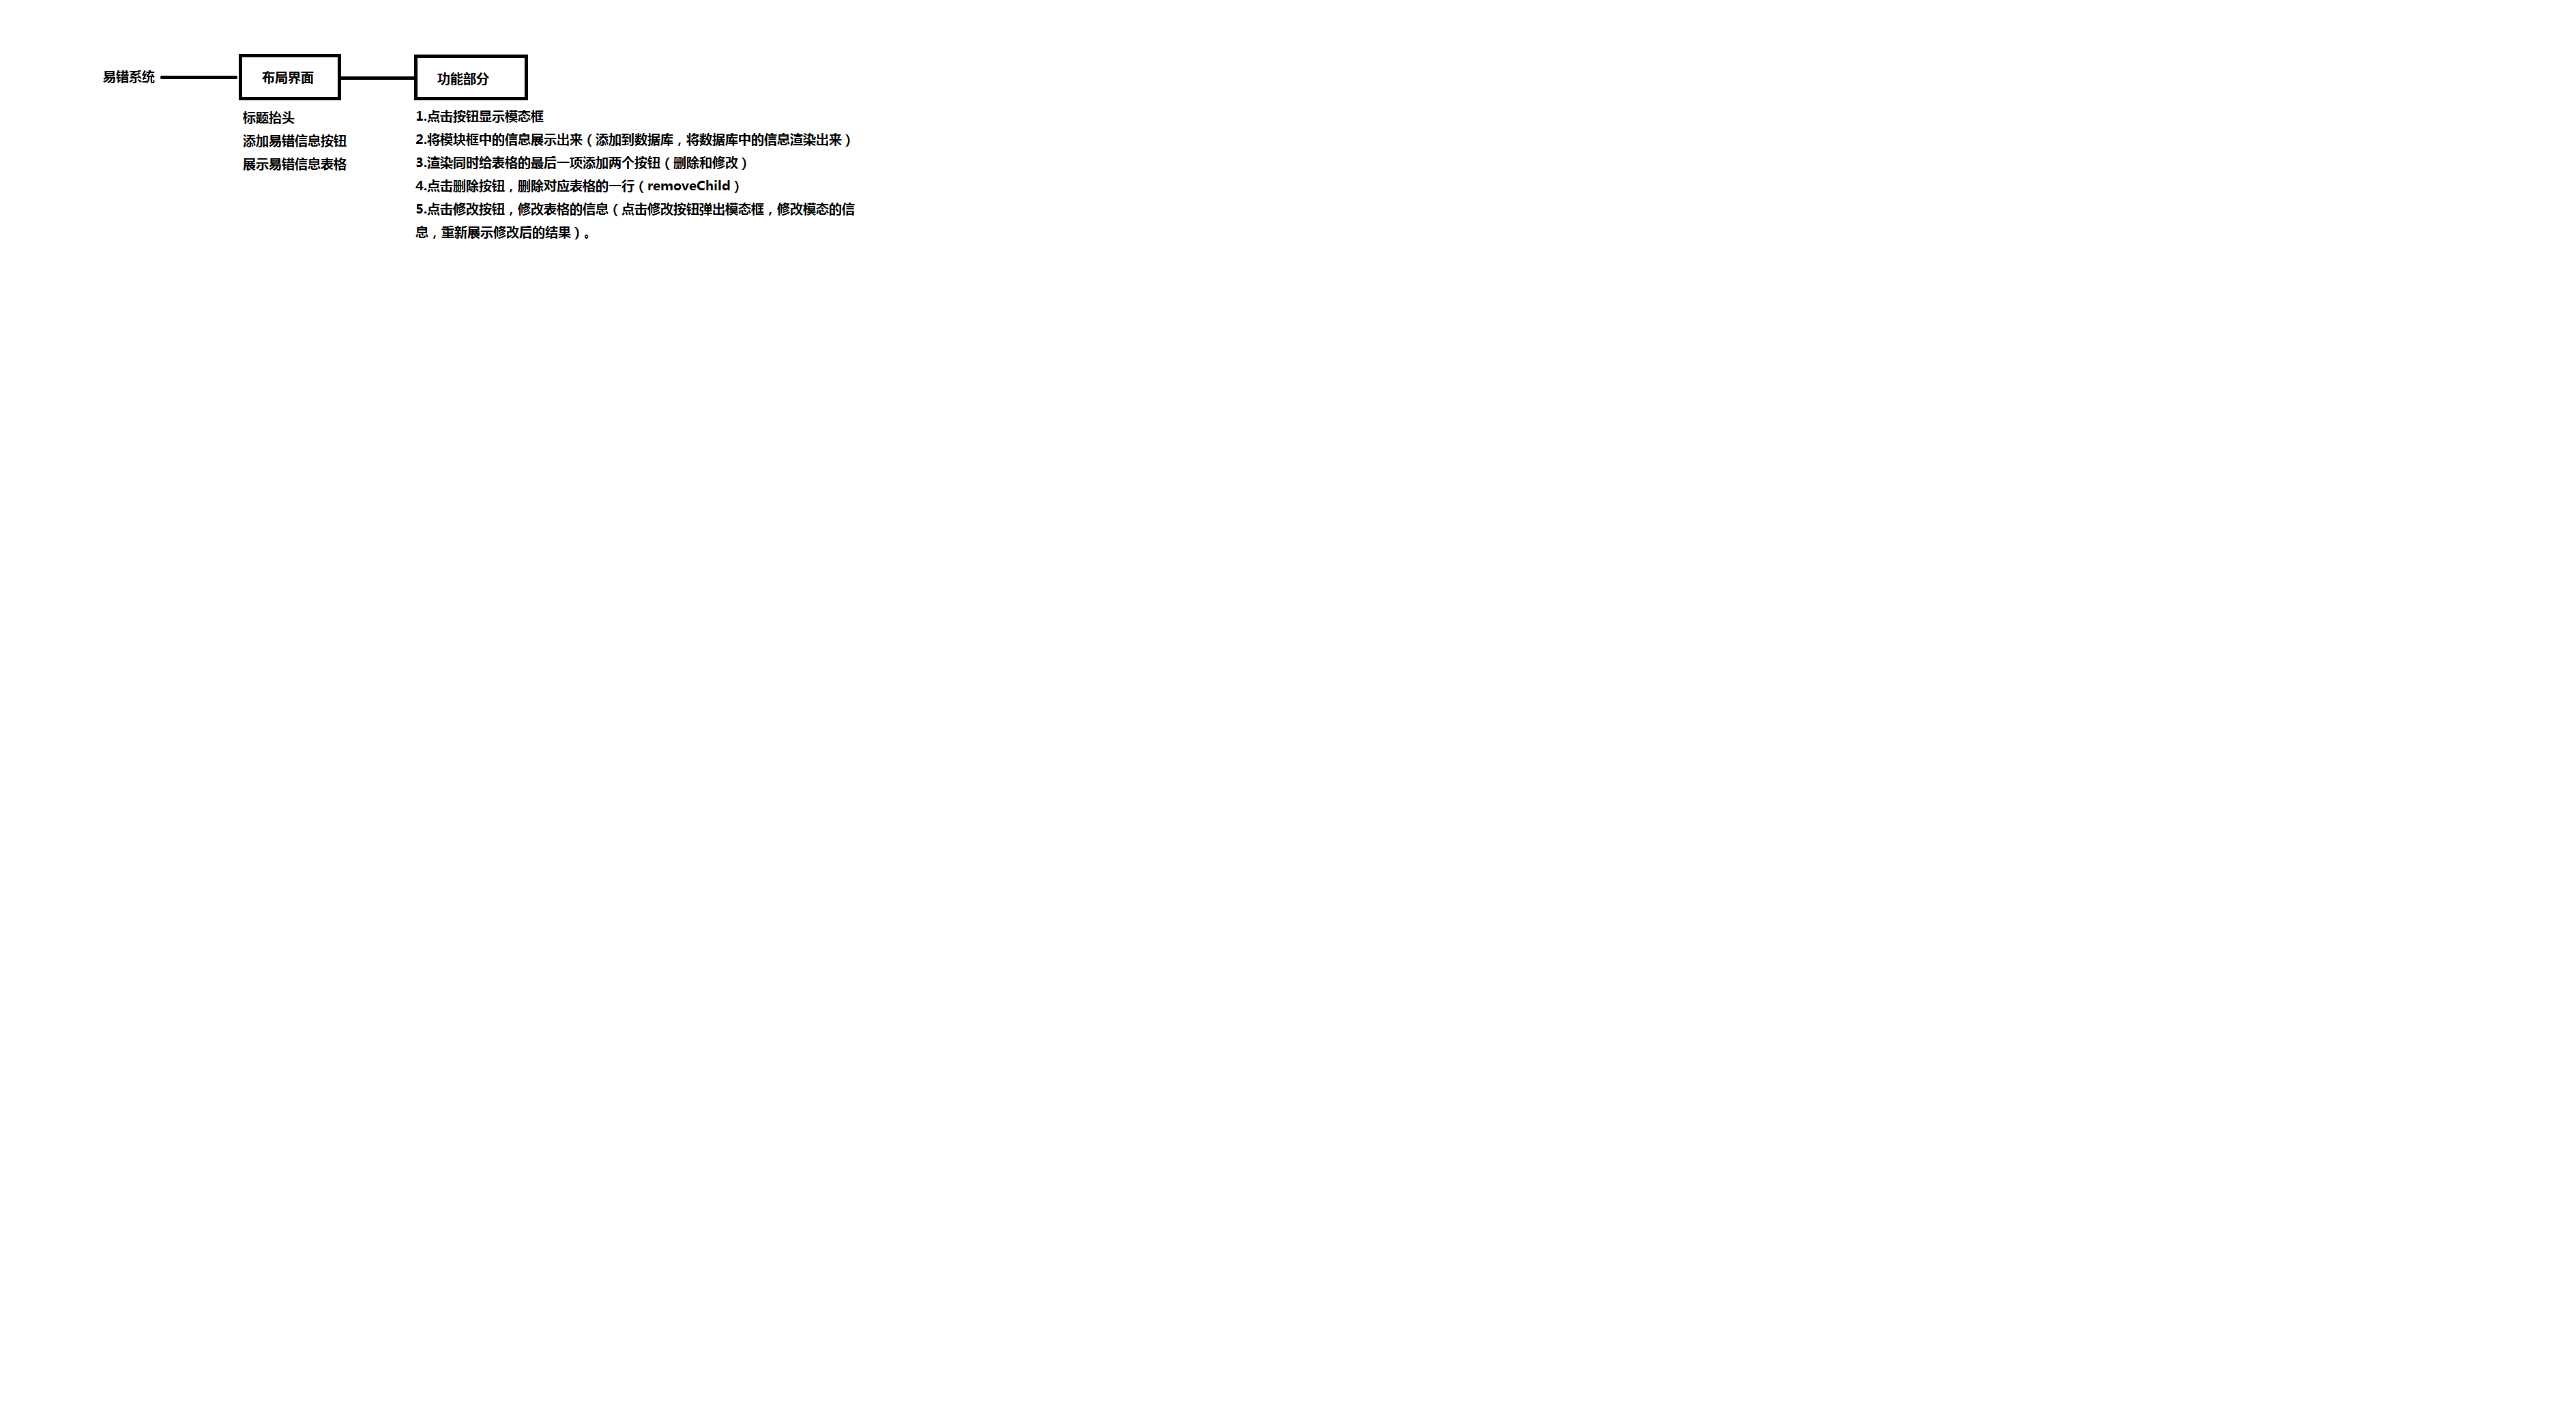 易错系统
布局界面
功能部分
标题抬头
添加易错信息按钮
展示易错信息表格
1.点击按钮显示模态框
2.将模块框中的信息展示出来（添加到数据库，将数据库中的信息渲染出来）
3.渲染同时给表格的最后一项添加两个按钮（删除和修改）
4.点击删除按钮，删除对应表格的一行（removeChild）
5.点击修改按钮，修改表格的信息（点击修改按钮弹出模态框，修改模态的信
息，重新展示修改后的结果）。